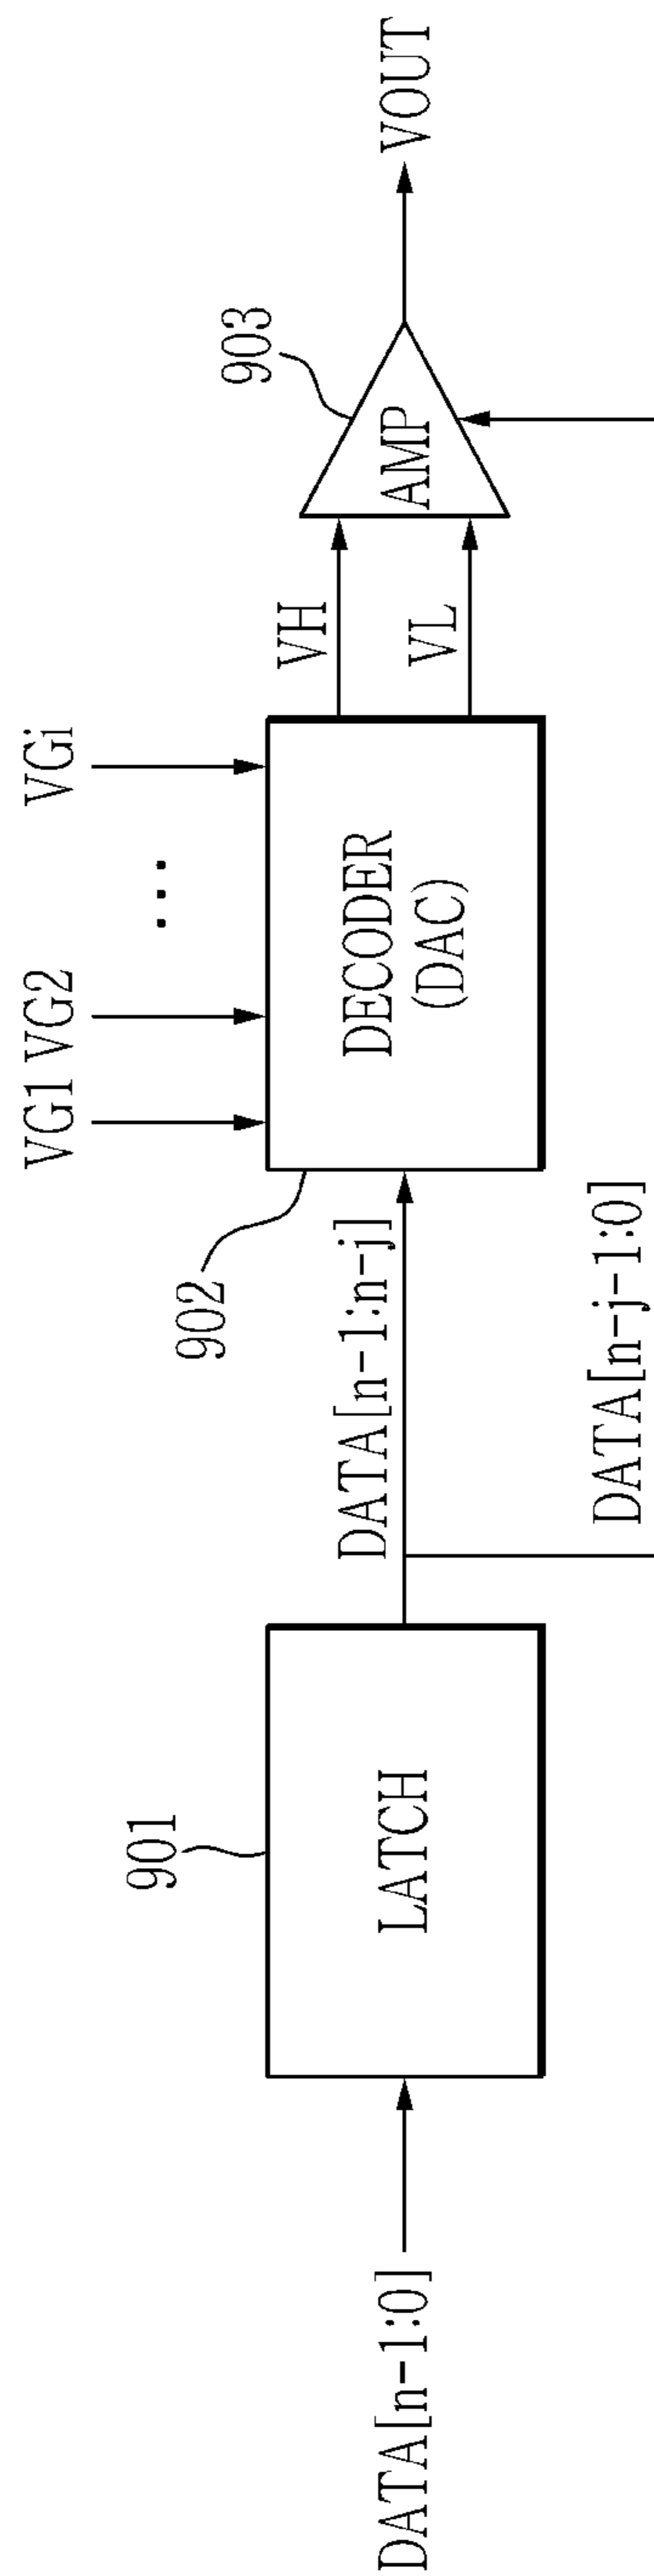 VG1 VG2 ... VGi
902
903
901
DATA[n-1:0]
LATCH
DATA[n-1:n-j]
DECODER
(DAC)
VH
VL
AMP
VOUT
DATA[n-j-1:0]